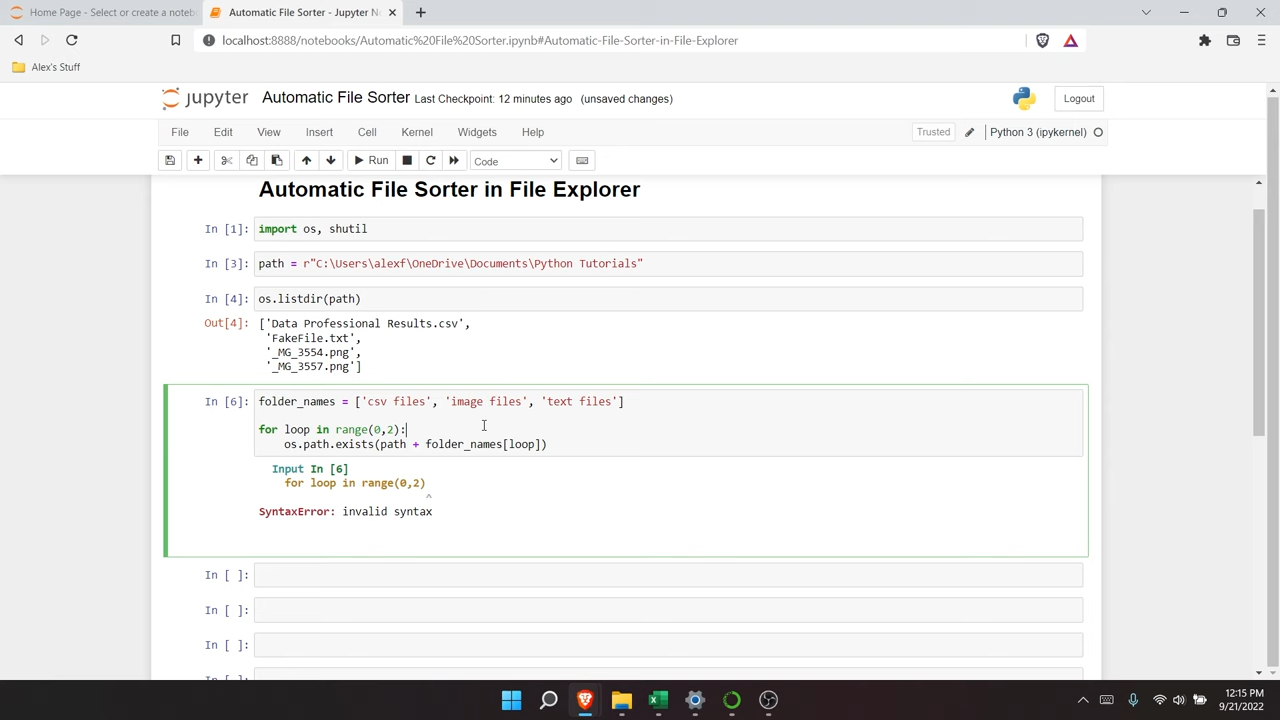 Home Page - Select or create a noteb
Automatic File Sorter - Jupyter N
localhost:8888/notebooks/Automatic%20File%20Sorter.ipynb#Automatic-File-Sorter-in-File-Explorer
Alex's Stuff
jupyter Automatic File Sorter Last Checkpoint: 12 minutes ago (unsaved changes)
Logout
File Edit View Insert Cell Kernel Widgets Help
Trusted Python 3 (ipykernel)
Run Code
Automatic File Sorter in File Explorer
In [1]: import os, shutil
In [3]: path = r"C:\Users\alexf\OneDrive\Documents\Python Tutorials"
In [4]: os.listdir(path)
Out[4]: ['Data Professional Results.csv',
'FakeFile.txt',
'_MG_3554.png',
'_MG_3557.png']
In [6]: folder_names = ['csv files', 'image files', 'text files']
for loop in range(0,2):
os.path.exists(path + folder_names[loop])
Input In [6]
for loop in range(0,2)
^
SyntaxError: invalid syntax
In [ ]:
In [ ]:
In [ ]:
12:15 PM
9/21/2022